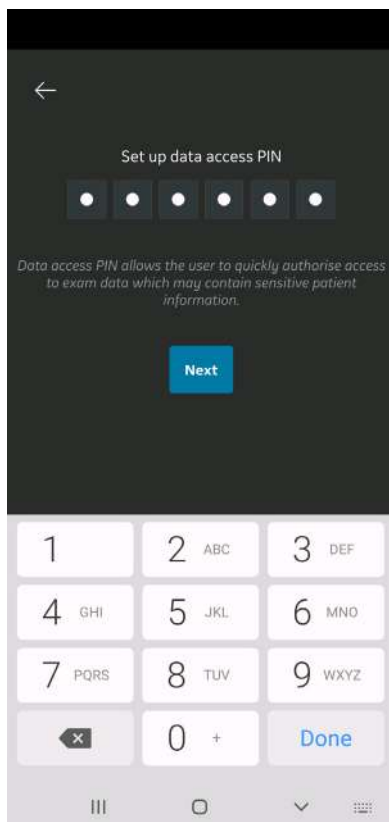 Set up data access PIN
Data access PIN allows the user to quickly authorise access
to exam data which may contain sensitive patient
information.
Next
1 2 ABC 3 DEF
4 GHI 5 JKL 6 MNO
7 PQRS 8 TUV 9 WXYZ
0 + Done